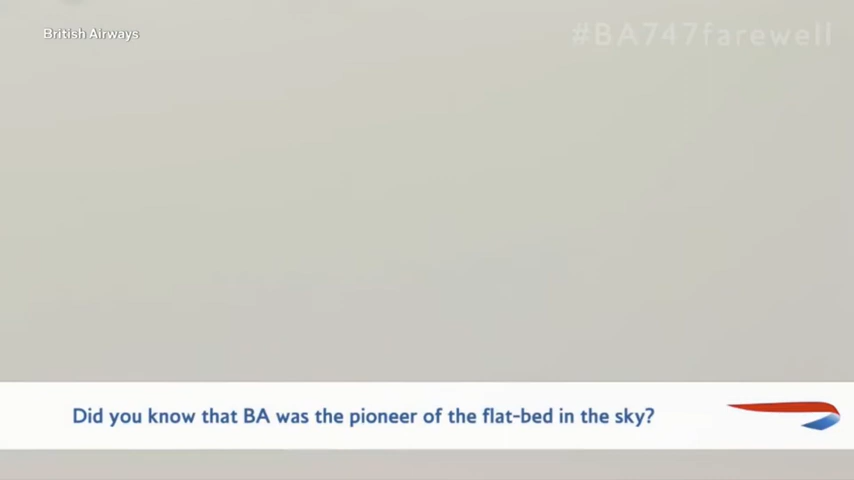 British Airways
#BA747farewell
Did you know that BA was the pioneer of the flat-bed in the sky?